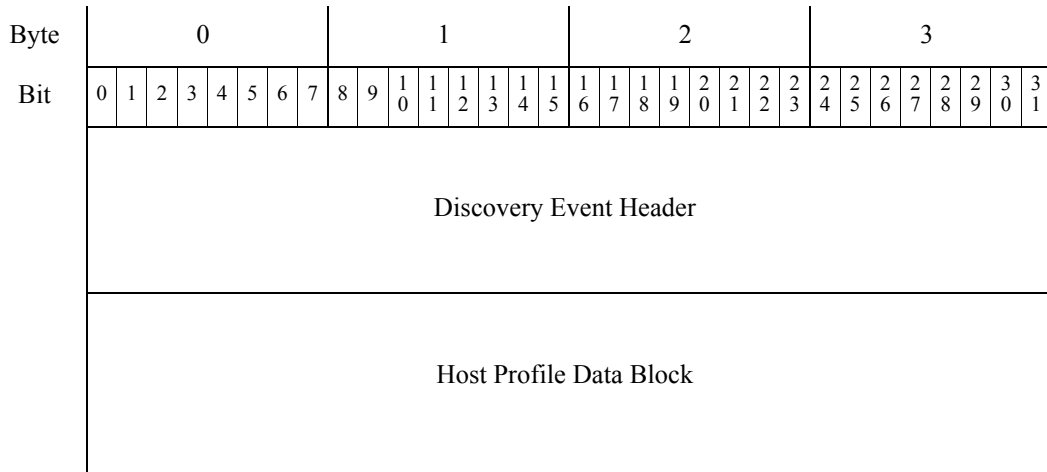 Byte 0 1 2 3
Bit 0 1 2 3 4 5 6 7 8 9 10 11 12 13 14 15 16 17 18 19 20 21 22 23 24 25 26 27 28 29 30 31
Discovery Event Header
Host Profile Data Block